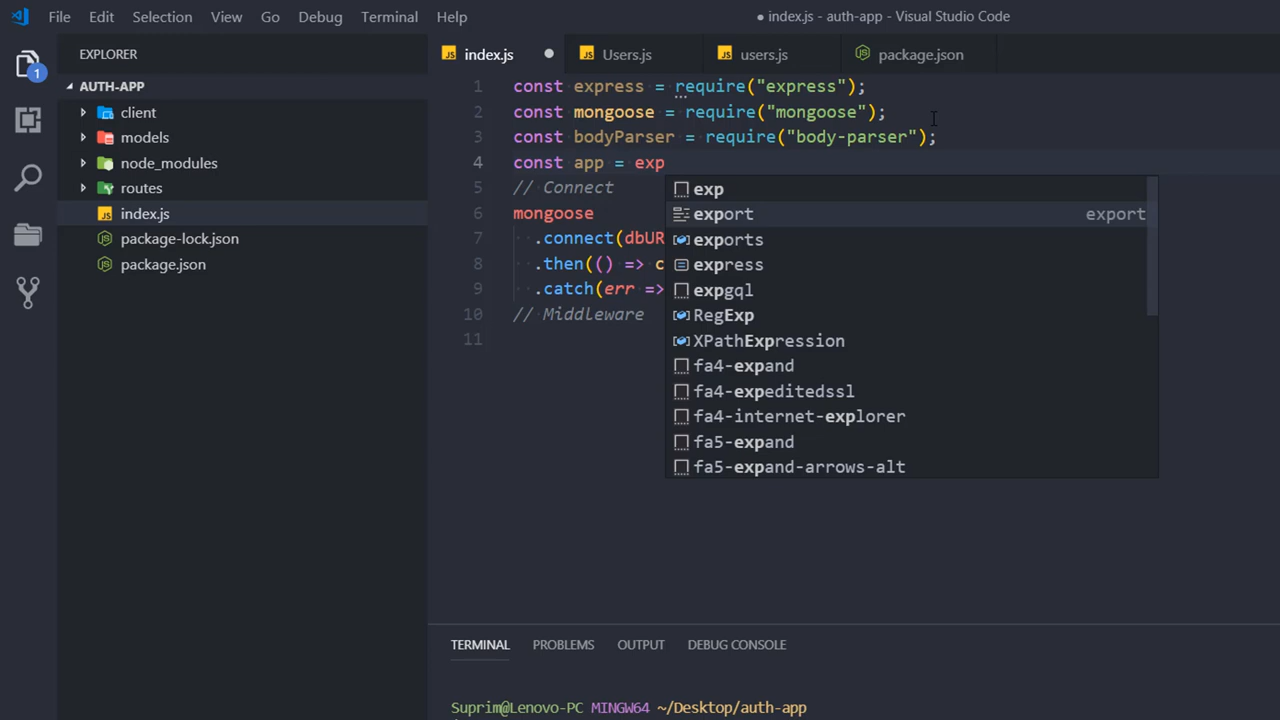 File Edit Selection View Go Debug Terminal Help ● index.js - auth-app - Visual Studio Code
EXPLORER
1
AUTH-APP
client
models
node_modules
routes
index.js
package-lock.json
package.json
index.js Users.js users.js package.json
1 const express = require("express");
2 const mongoose = require("mongoose");
3 const bodyParser = require("body-parser");
4 const app = exp
5 // Connect
6 mongoose
7 .connect(dbUR
8 .then(() => c
9 .catch(err =>
10 // Middleware
11
exp
export export
exports
express
expgql
RegExp
XPathExpression
fa4-expand
fa4-expeditedssl
fa4-internet-explorer
fa5-expand
fa5-expand-arrows-alt
TERMINAL PROBLEMS OUTPUT DEBUG CONSOLE
Suprim@Lenovo-PC MINGW64 ~/Desktop/auth-app